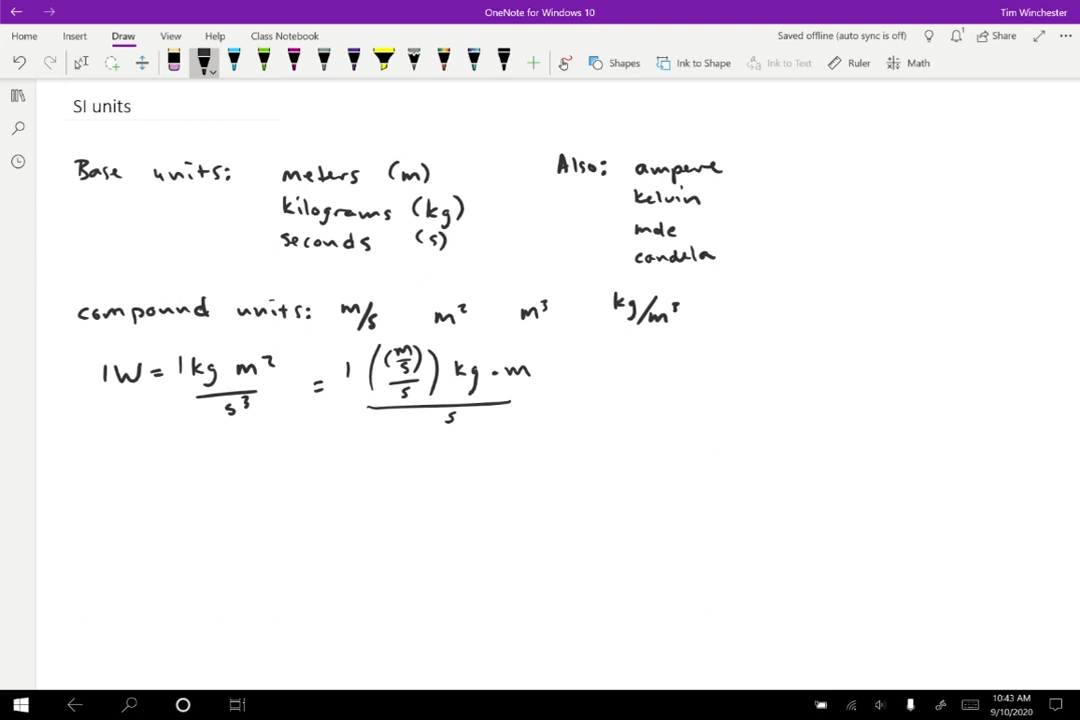 OneNote for Windows 10
Tim Winchester
Home Insert Draw View Help Class Notebook
Saved offline (auto sync is off) Share
Shapes Ink to Shape Ink to Text Ruler Math
SI units
Base units: meters (m)
kilograms (kg)
seconds (s)
Also: ampere
kelvin
mole
candela
compound units: m/s m² m³ kg/m³
1W = 1 kg m² / s³ = 1 ((m/s)/s) kg · m / s
10:43 AM
9/10/2020